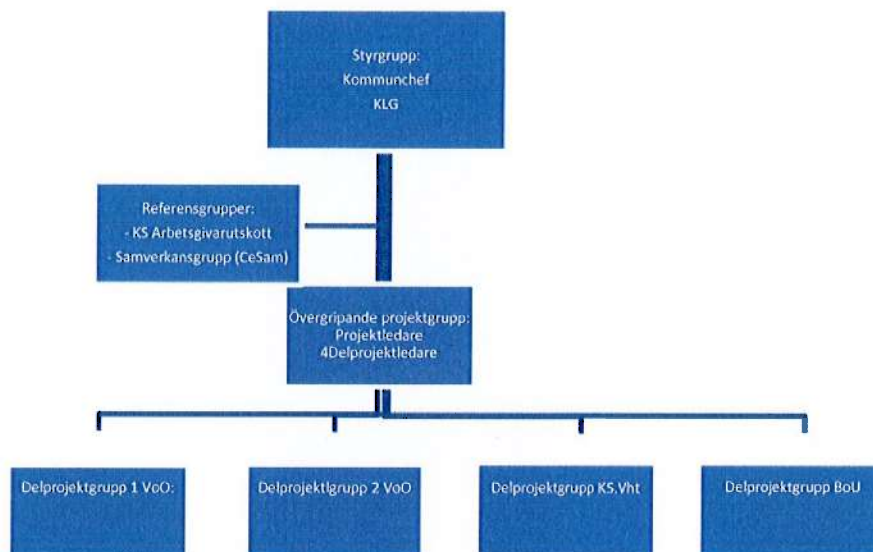 Styrgrupp:
Kommunchef
KLG
Referensgrupper:
- KS Arbetsgivarutskott
- Samverkansgrupp (CeSam)
Övergripande projektgrupp:
Projektledare
4Delprojektledare
Delprojektgrupp 1 VoO:
Delprojektlgrupp 2 VoO
Delprojektgrupp KS.Vht
Delprojektgrupp BoU